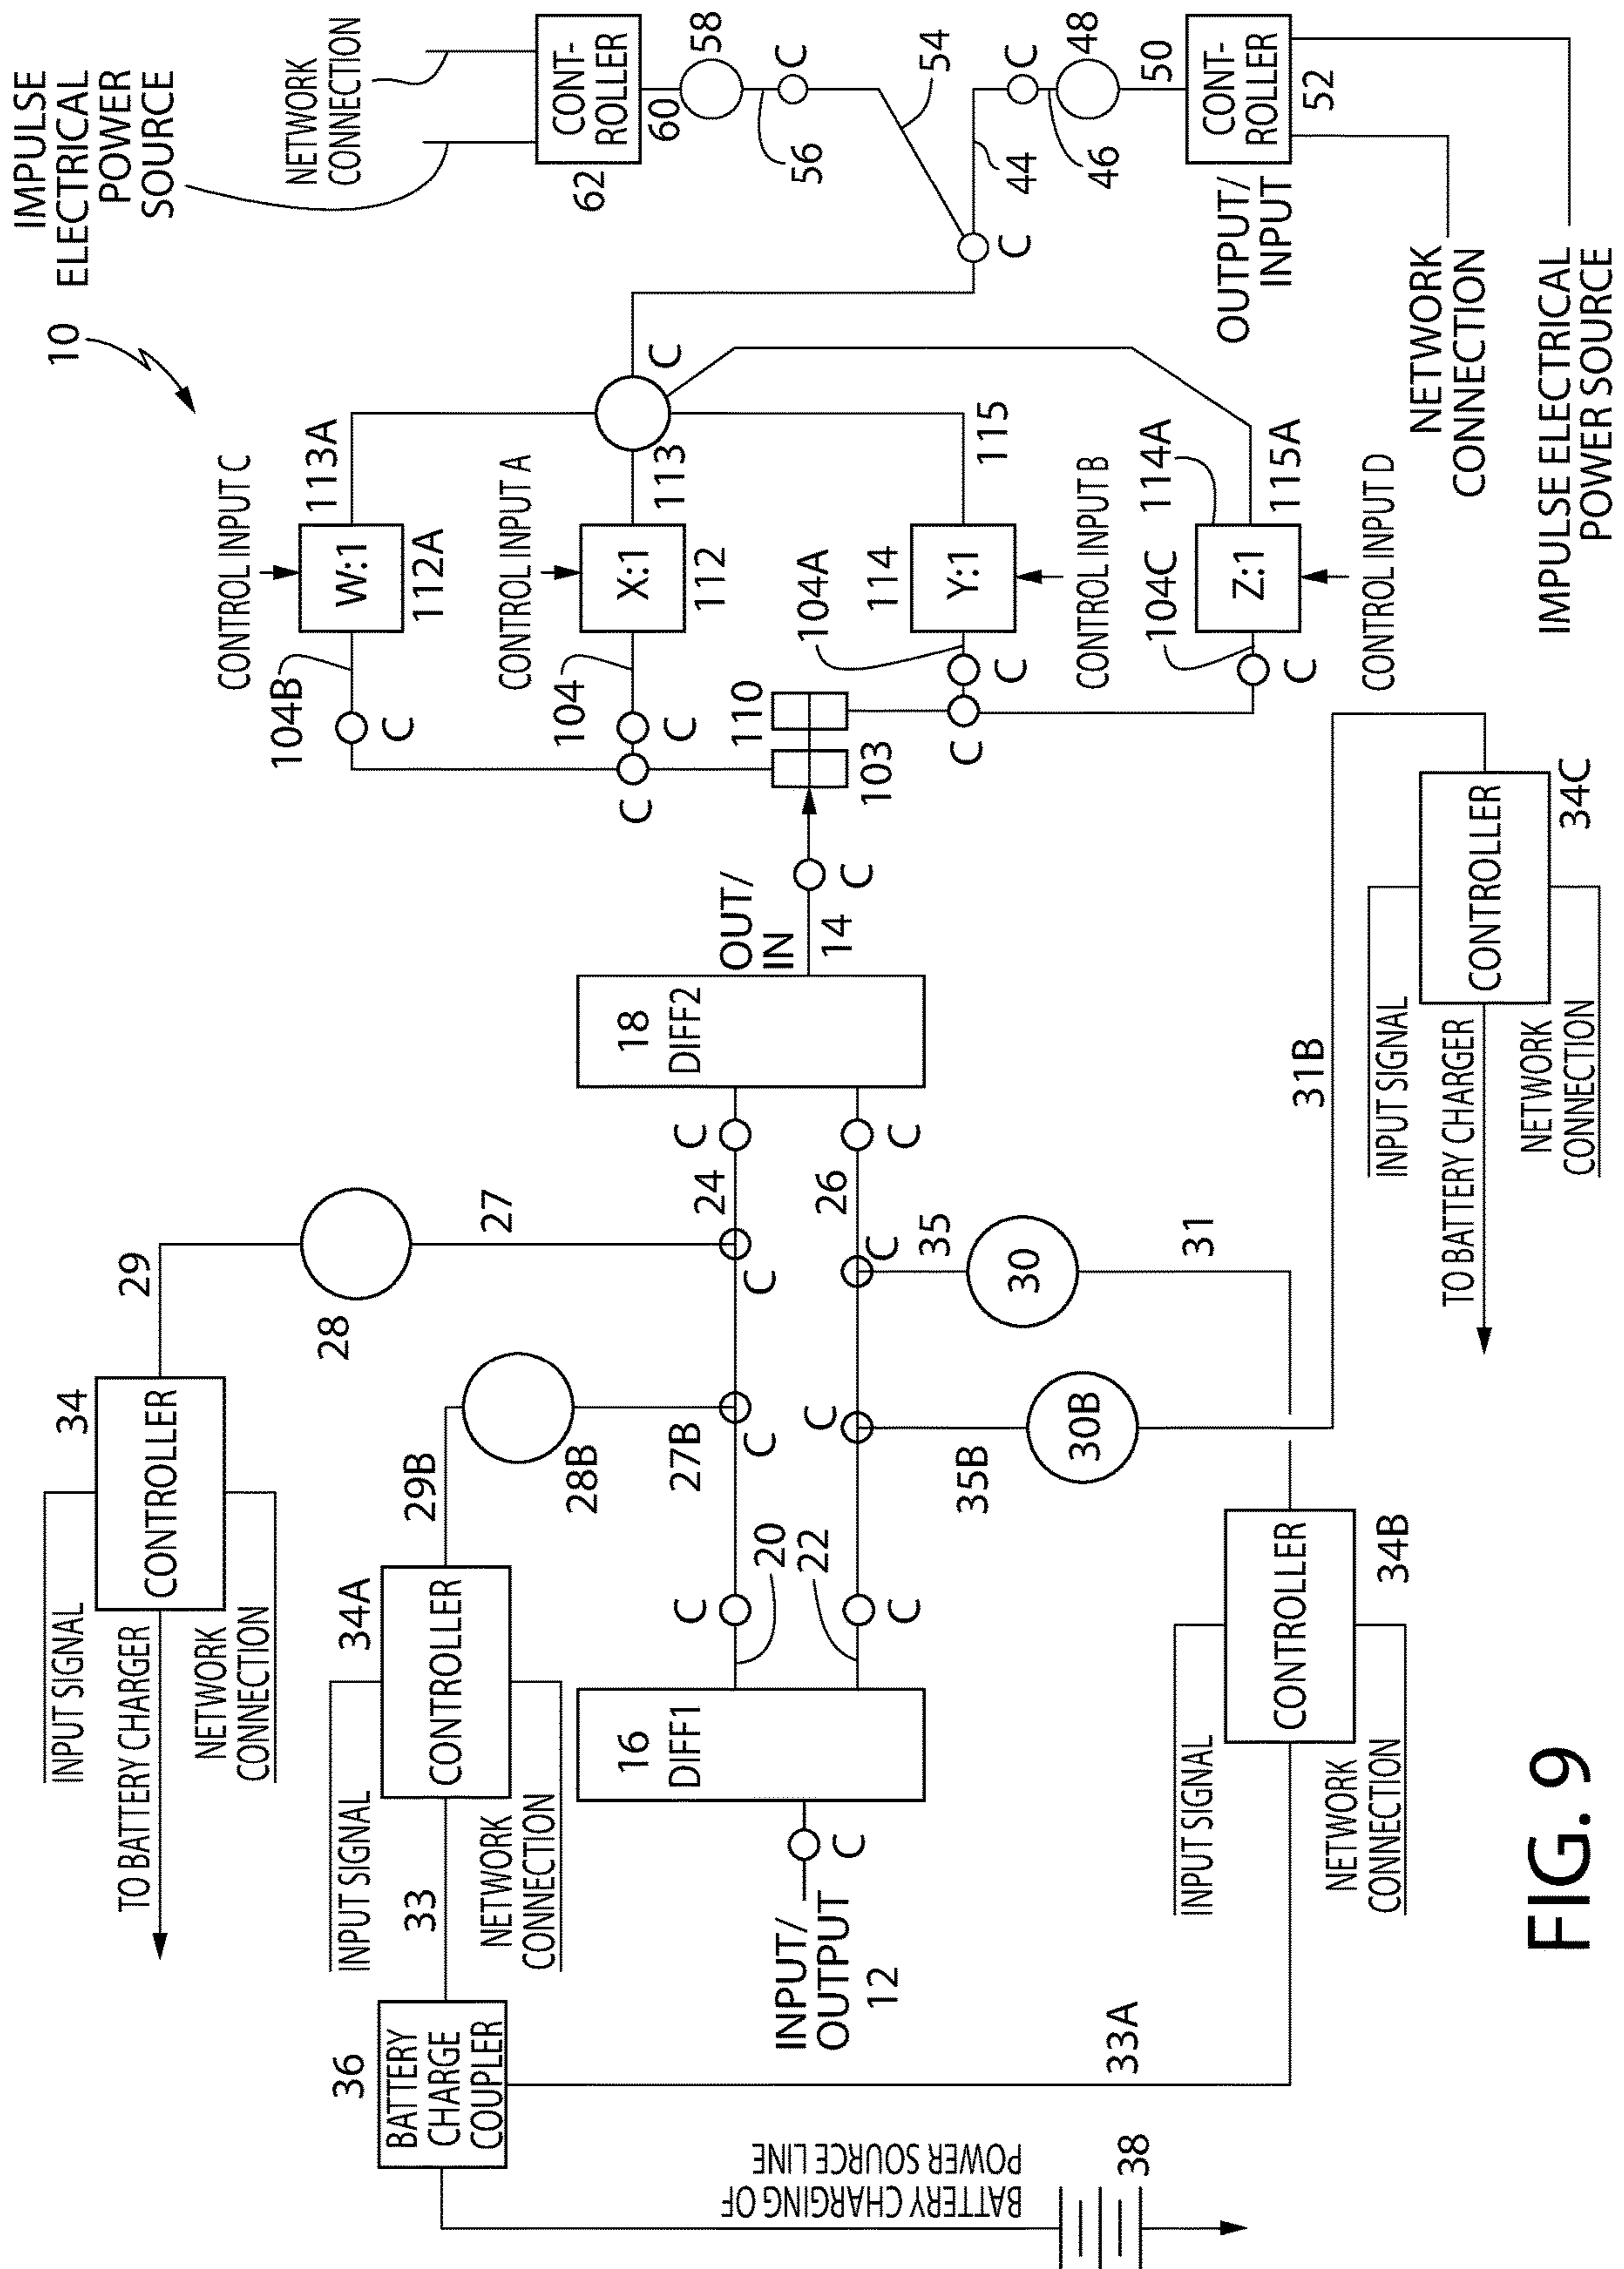 10
IMPULSE
ELECTRICAL
POWER
SOURCE
NETWORK
CONNECTION
CONT-
ROLLER
62
60
58
56
C
54
C
44
C
46
48
50
CONT-
ROLLER
52
OUTPUT/
INPUT
NETWORK
CONNECTION
IMPULSE ELECTRICAL
POWER SOURCE
CONTROL INPUT C
104B
C
W:1
112A
113A
CONTROL INPUT A
104
C
C
X:1
112
113
C
110
103
104A
114
Y:1
115
C
C
CONTROL INPUT B
104C
114A
Z:1
115A
C
CONTROL INPUT D
INPUT SIGNAL
TO BATTERY CHARGER
NETWORK
CONNECTION
34
CONTROLLER
29
28
27
INPUT SIGNAL
33
NETWORK
CONNECTION
34A
CONTROLLER
29B
28B
27B
36
BATTERY
CHARGE
COUPLER
INPUT/
OUTPUT
12
C
16
DIFF1
20
22
C
C
C
C
24
C
C
C
26
C
18
DIFF2
OUT/
IN
14
C
35
30
31
35B
30B
31B
33A
INPUT SIGNAL
NETWORK
CONNECTION
CONTROLLER
34B
INPUT SIGNAL
TO BATTERY CHARGER
NETWORK
CONNECTION
CONTROLLER
34C
BATTERY CHARGING OF
POWER SOURCE LINE
38
FIG. 9